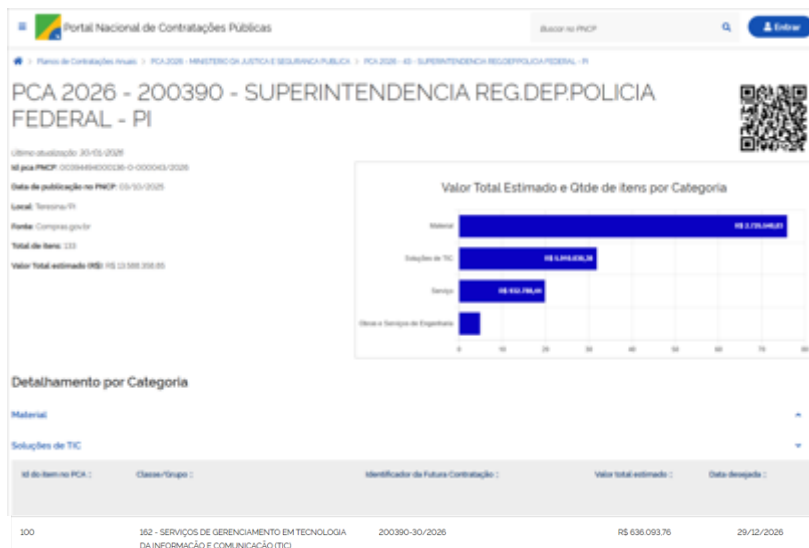 Portal Nacional de Contratações Públicas
Buscar no PNCP
Entrar
Planos de Contratações Anuais > PCA 2026 - MINISTERIO DA JUSTICA E SEGURANCA PUBLICA > PCA 2026 - 43 - SUPERINTENDENCIA REG.DEP.POLICIA FEDERAL - PI
PCA 2026 - 200390 - SUPERINTENDENCIA REG.DEP.POLICIA
FEDERAL - PI
Última atualização: 30/01/2026
Id pca PNCP: 00394494000136-0-000043/2026
Data de publicação no PNCP: 03/10/2025
Local: Teresina/PI
Fonte: Compras.gov.br
Total de itens: 133
Valor Total estimado (R$): R$ 13.588.358,85
Valor Total Estimado e Qtde de itens por Categoria
Material
Soluções de TIC
Serviço
R$ 932.788,44
Obras e Serviços de Engenharia
0 10 20 30 40 50 60 70 80
Detalhamento por Categoria
Material
Soluções de TIC
Id do item no PCA Classe/Grupo Identificador da Futura Contratação Valor total estimado Data desejada
100 162 - SERVIÇOS DE GERENCIAMENTO EM TECNOLOGIA 200390-30/2026 R$ 636.093,76 29/12/2026
DA INFORMAÇÃO E COMUNICAÇÃO (TIC)